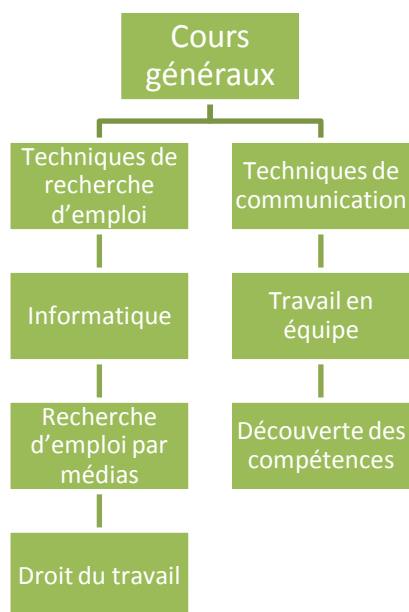 Cours
généraux
Techniques de
recherche
d'emploi
Techniques de
communication
Informatique
Travail en
équipe
Recherche
d'emploi par
médias
Découverte des
compétences
Droit du travail